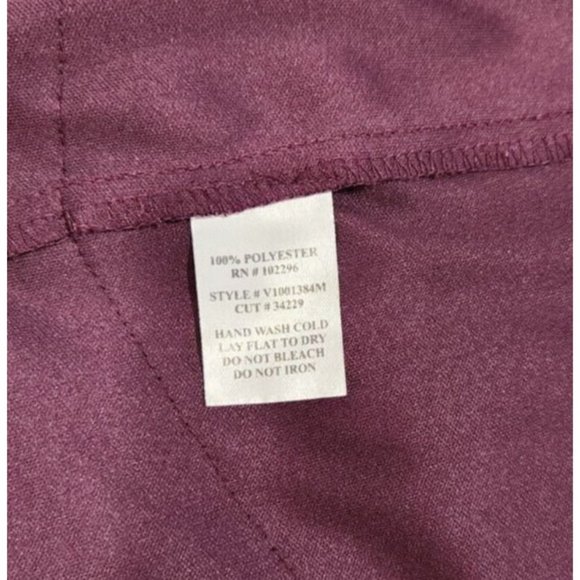 100% POLYESTER
RN # 102296
STYLE # V1001384M
CUT # 34229
HAND WASH COLD
LAY FLAT TO DRY
DO NOT BLEACH
DO NOT IRON